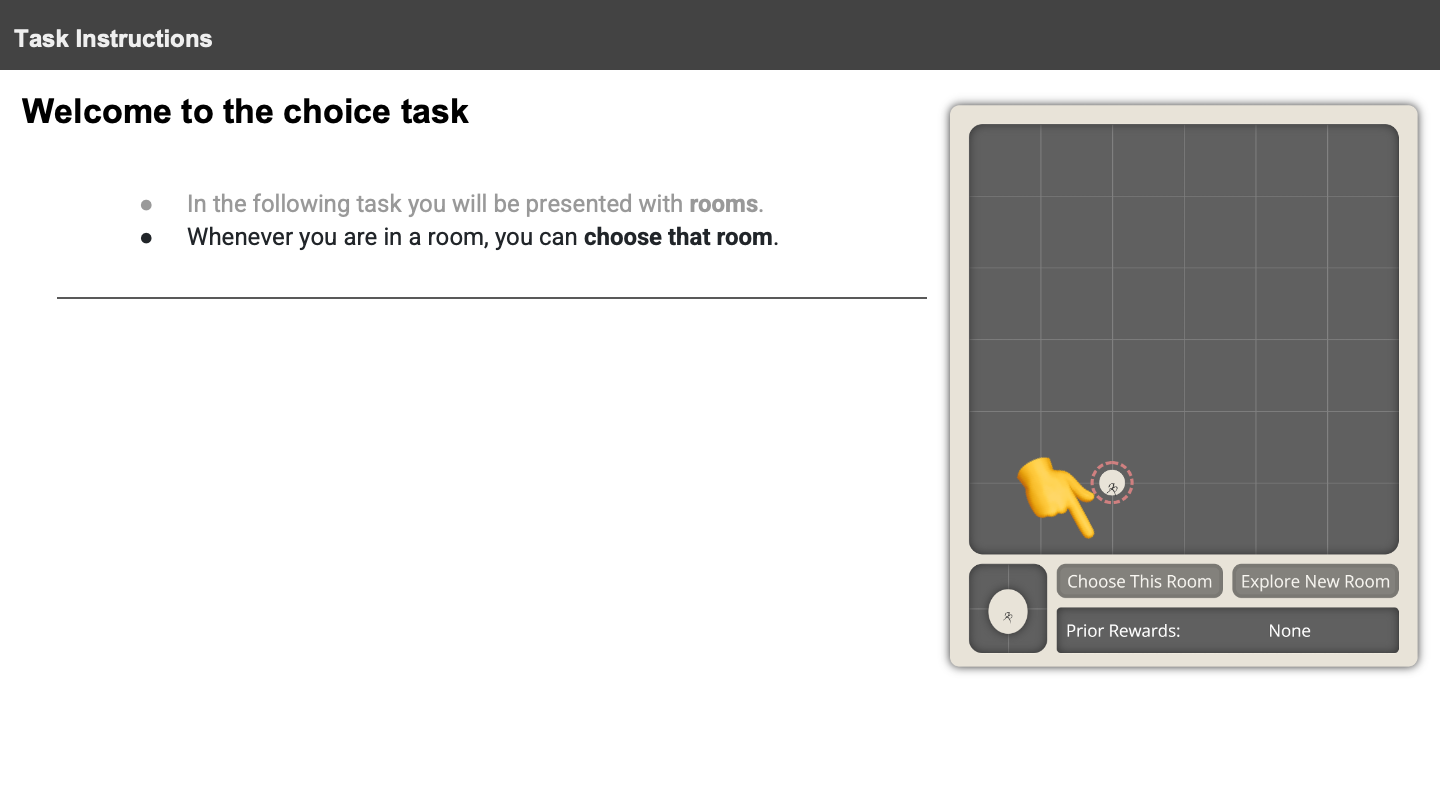 Task Instructions
Welcome to the choice task
● In the following task you will be presented with rooms.
● Whenever you are in a room, you can choose that room.
Choose This Room
Explore New Room
Prior Rewards: None